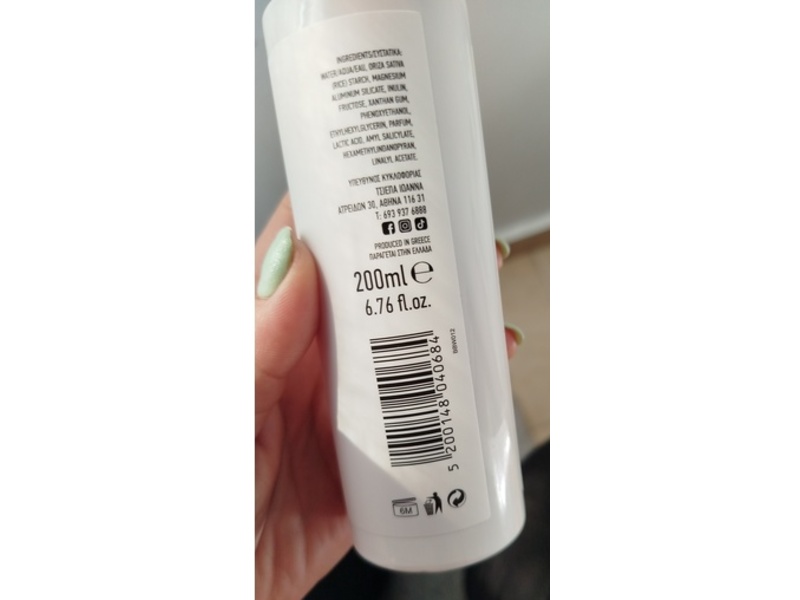 INGREDIENTS/ΣΥΣΤΑΤΙΚΑ:
WATER/AQUA/EAU, ORIZA SATIVA
(RICE) STARCH, MAGNESIUM
ALUMINUM SILICATE, INULIN,
FRUCTOSE, XANTHAN GUM,
PHENOXYETHANOL,
ETHYLHEXYLGLYCERIN, PARFUM,
LACTIC ACID, AMYL SALICYLATE,
HEXAMETHYLINDANOPYRAN,
LINALYL ACETATE.
ΥΠΕΥΘΥΝΟΣ ΚΥΚΛΟΦΟΡΙΑΣ
ΤΣΙΕΠΑ ΙΩΑΝΝΑ
ΑΤΡΕΙΔΩΝ 30, ΑΘΗΝΑ 116 31
T: 693 937 6888
PRODUCED IN GREECE
ΠΑΡΑΓΕΤΑΙ ΣΤΗΝ ΕΛΛΑΔΑ
200ml ℮
6.76 fl.oz.
5 200148 040684
BBW012
6M